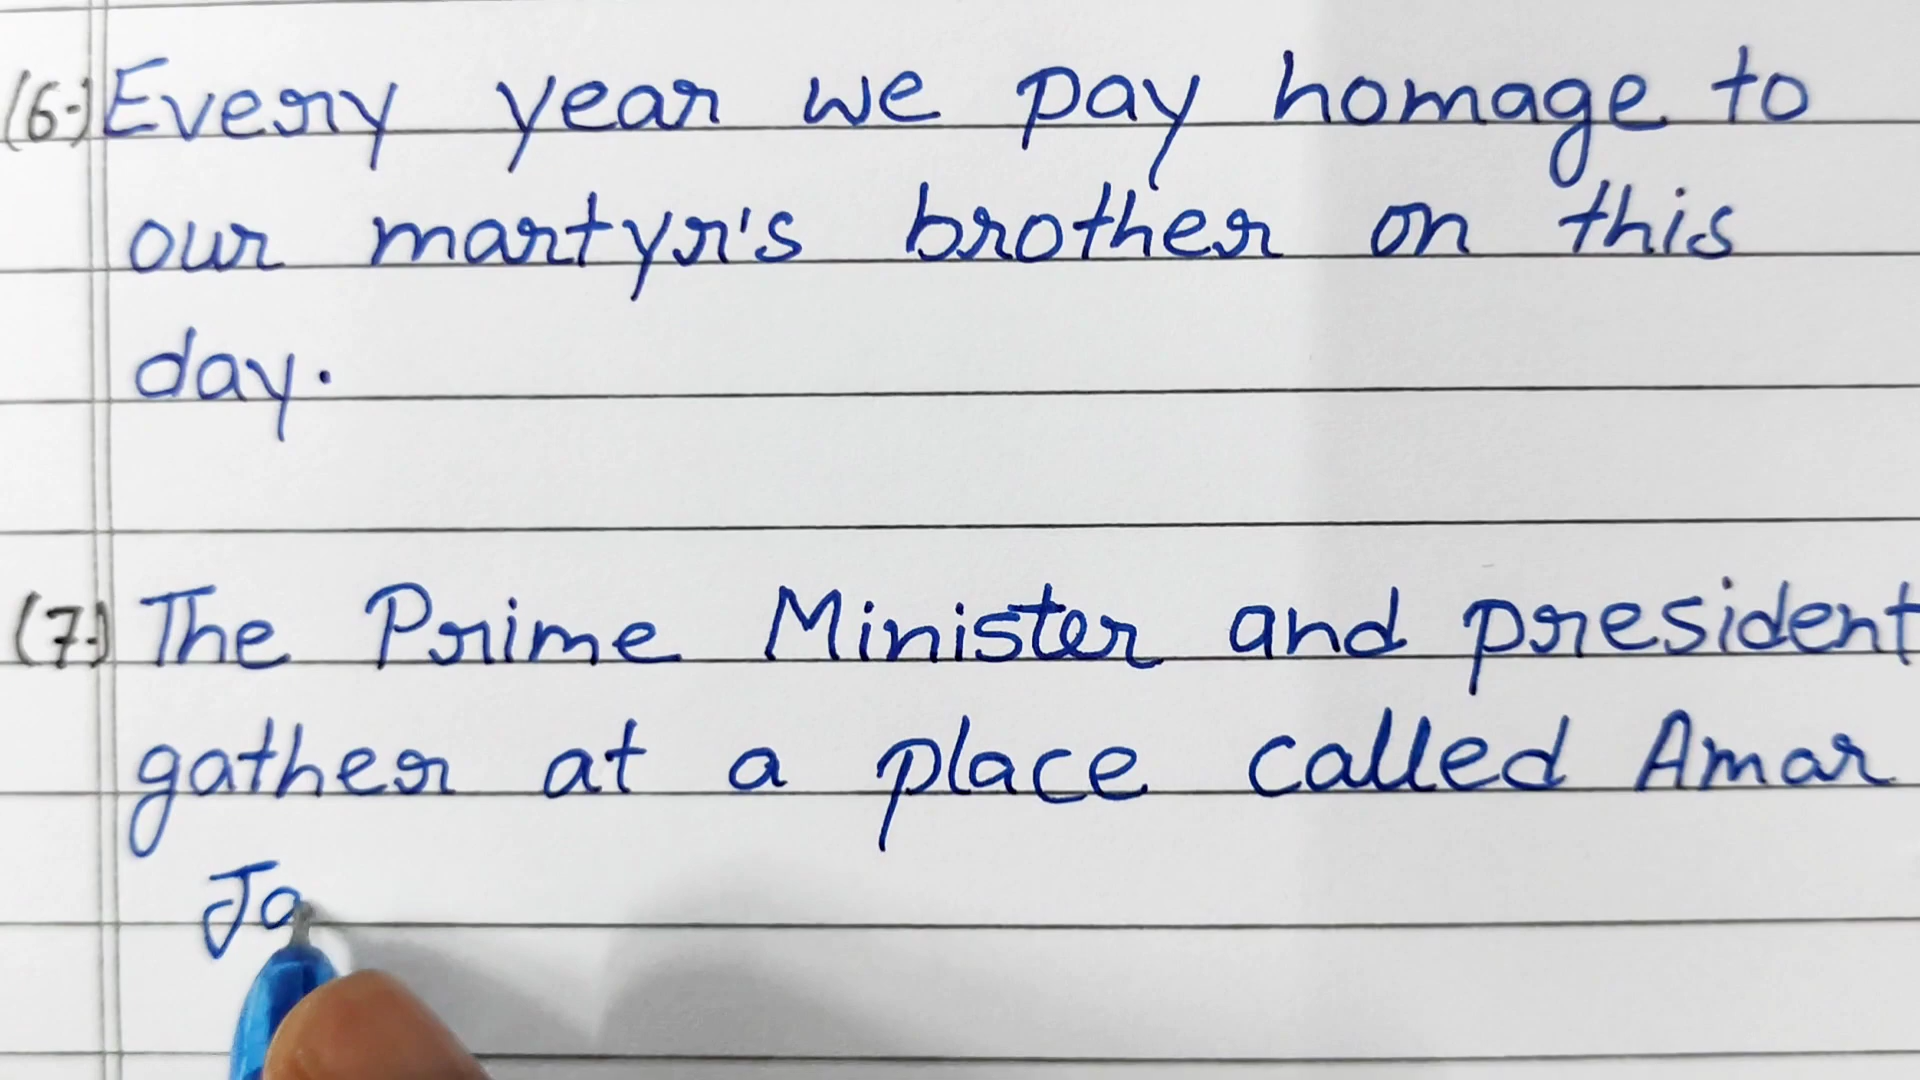 (6.) Every year we pay homage to
our martyr's brother on this
day.
(7.) The Prime Minister and president
gather at a place called Amar
Ja